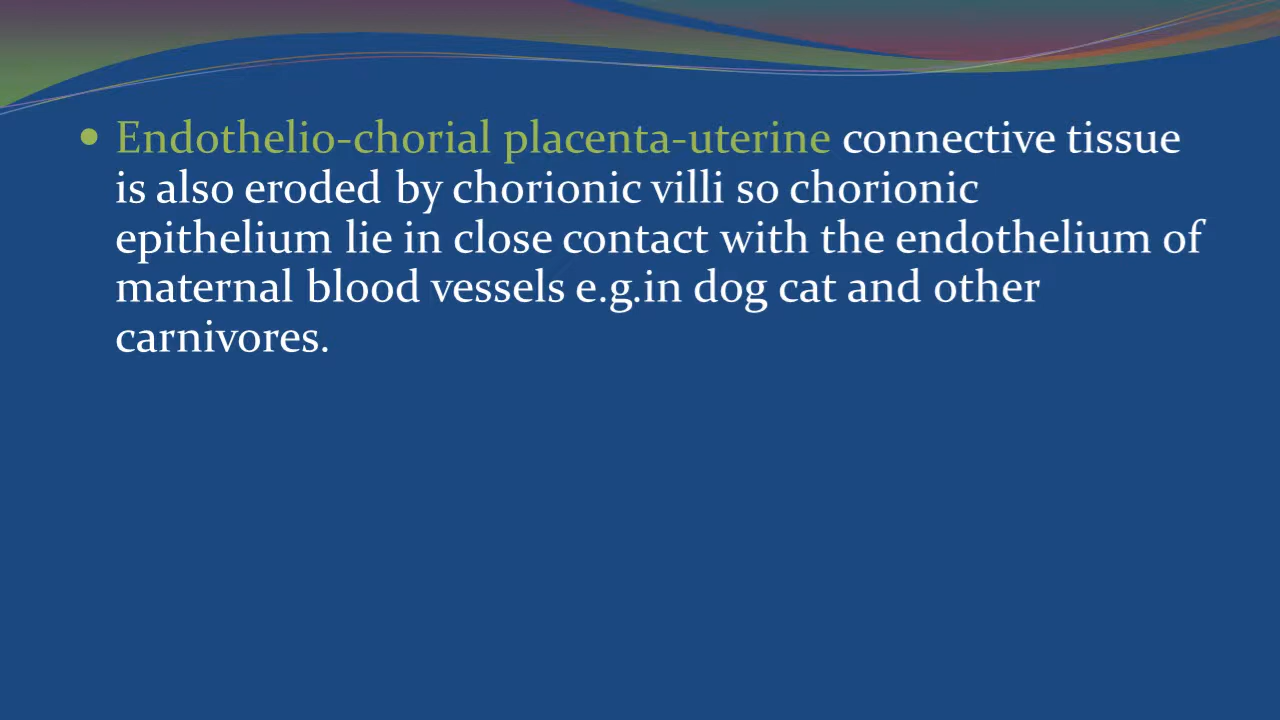 • Endothelio-chorial placenta-uterine connective tissue
is also eroded by chorionic villi so chorionic
epithelium lie in close contact with the endothelium of
maternal blood vessels e.g.in dog cat and other
carnivores.